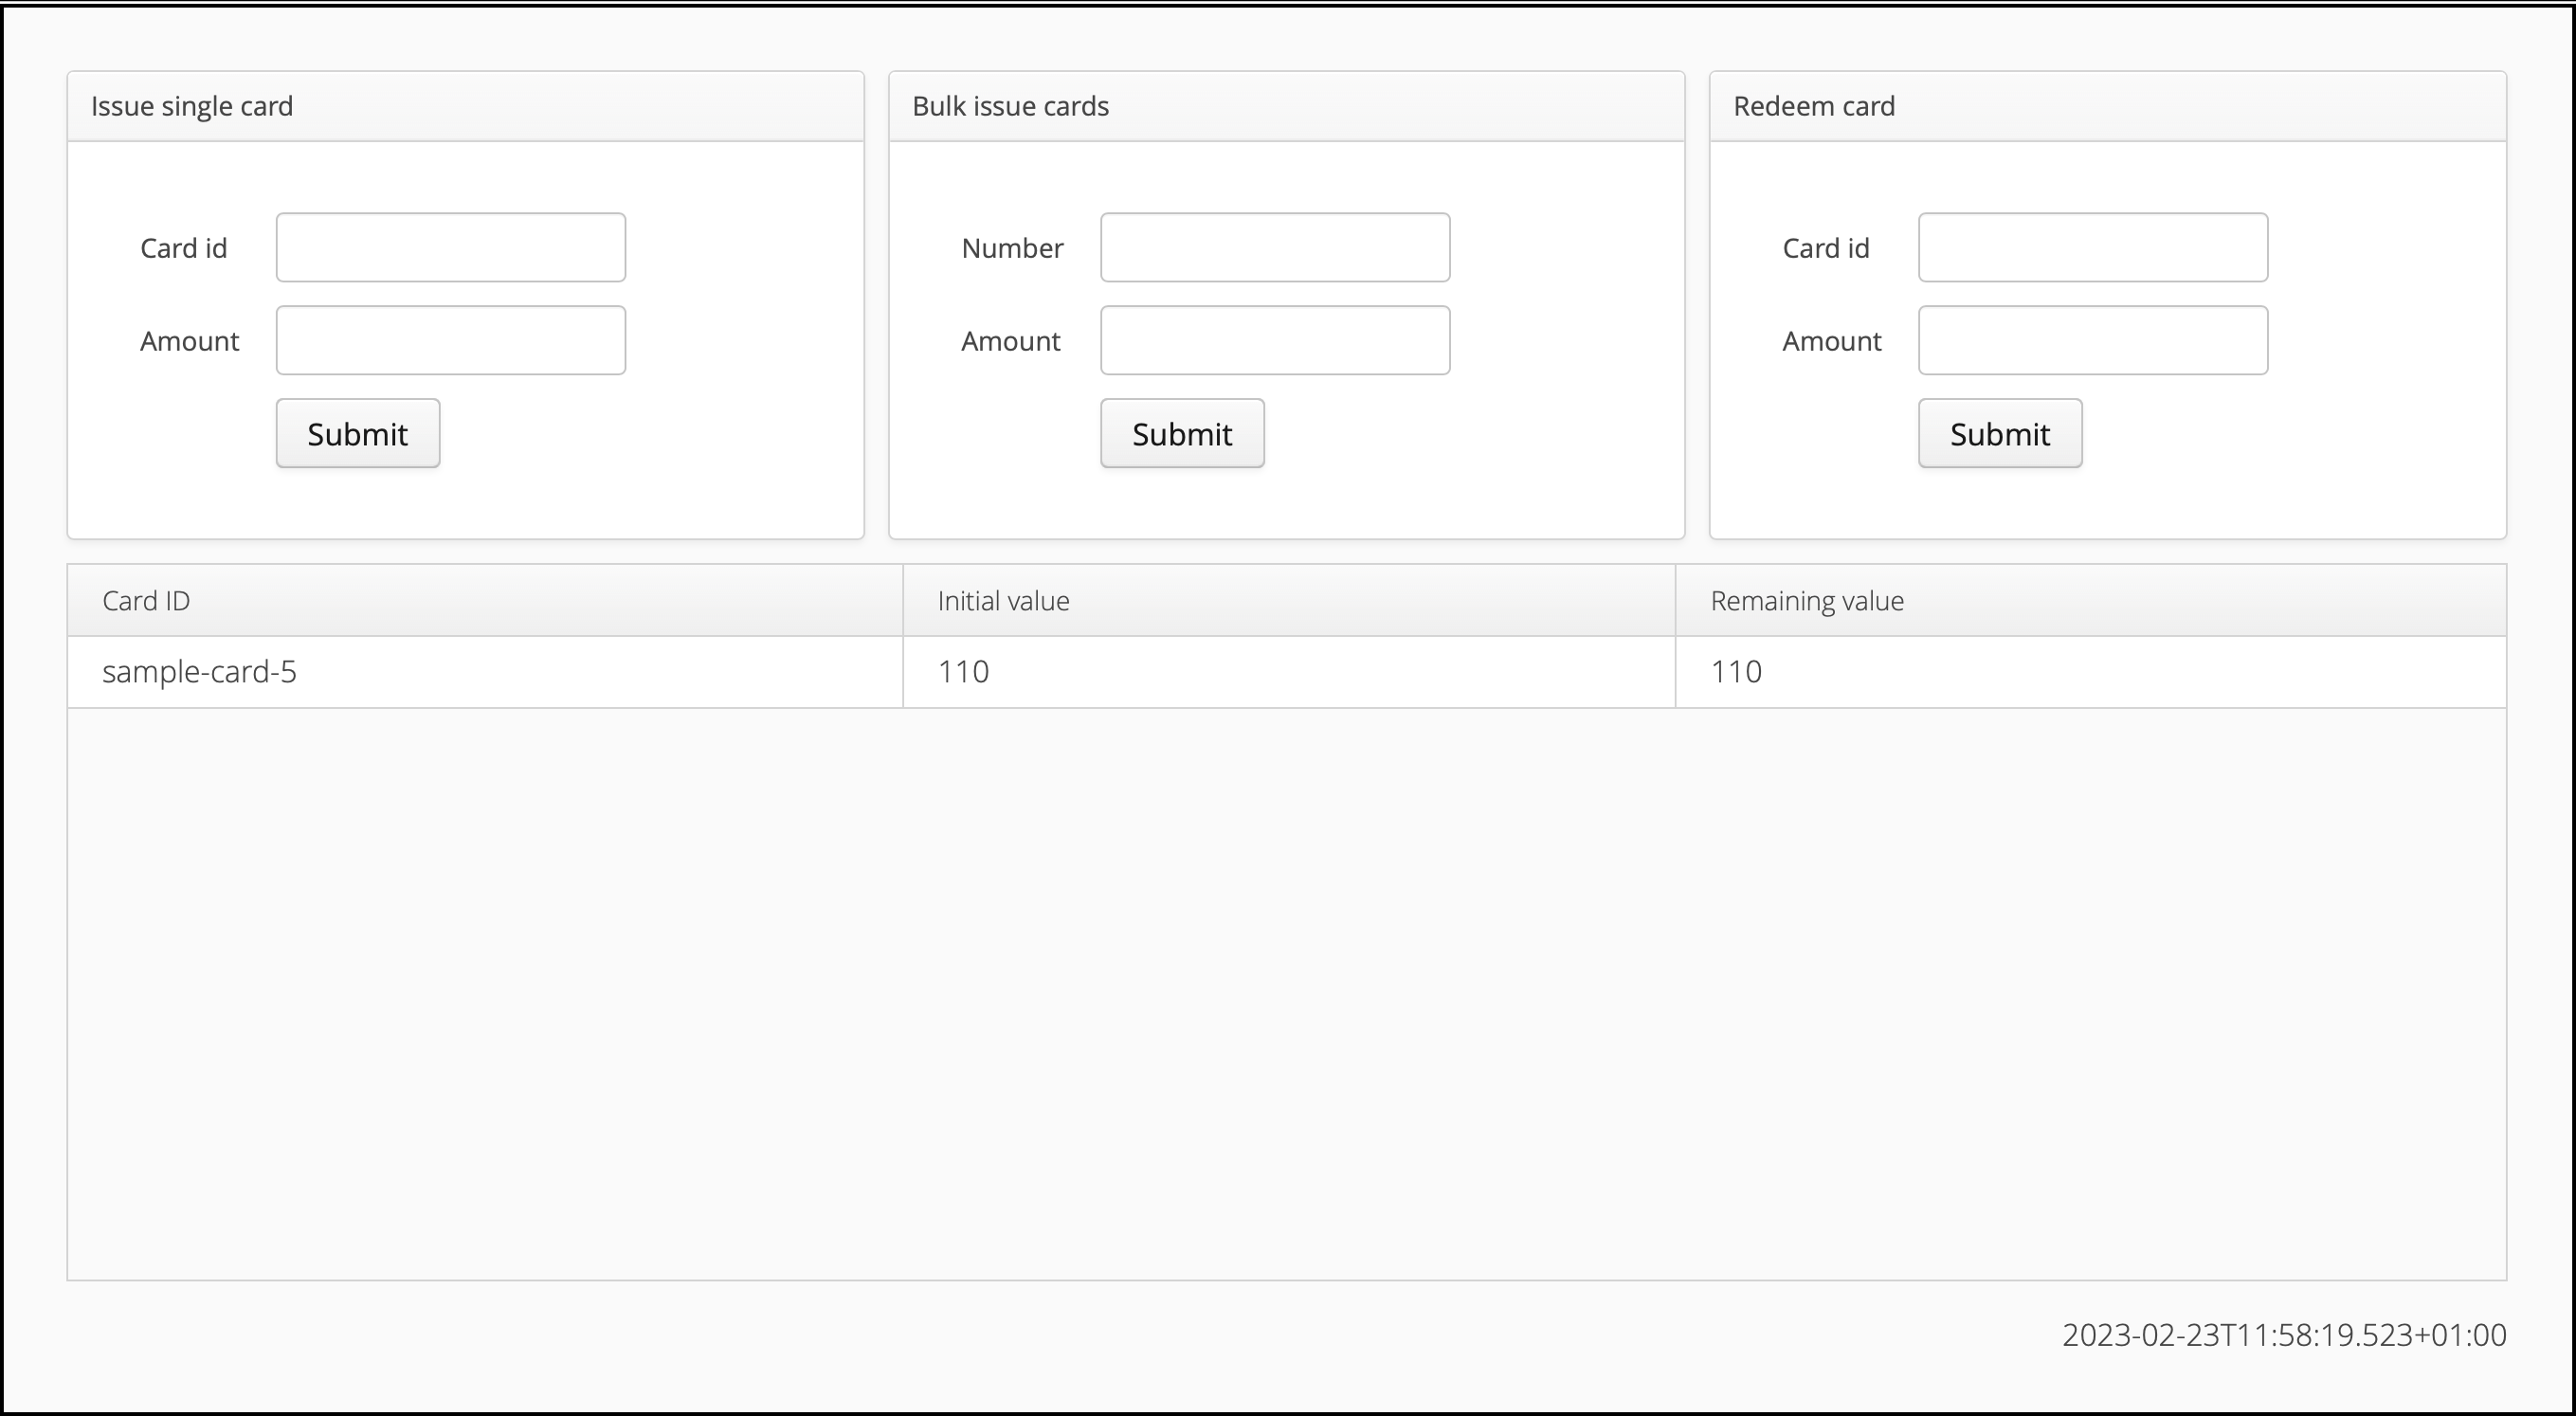 Issue single card
Card id
Amount
Submit
Bulk issue cards
Number
Amount
Submit
Redeem card
Card id
Amount
Submit
Card ID Initial value Remaining value
sample-card-5 110 110
2023-02-23T11:58:19.523+01:00